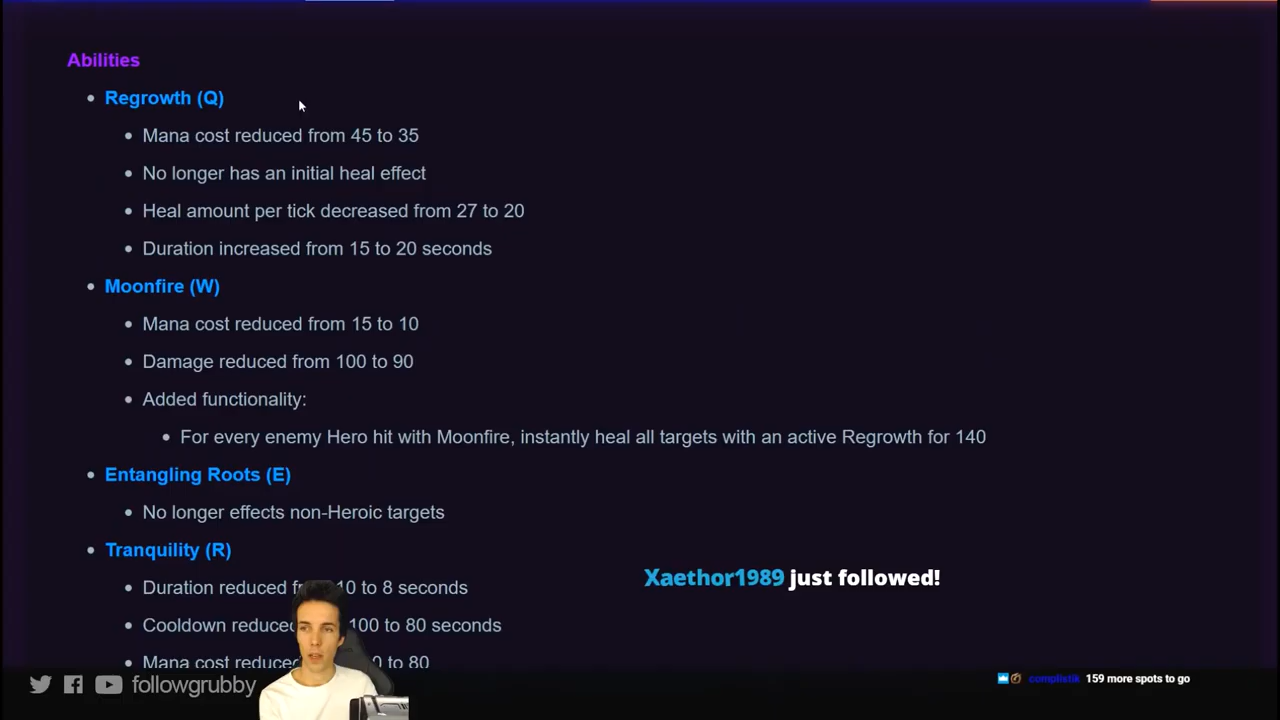 Abilities
Regrowth (Q)
Mana cost reduced from 45 to 35
No longer has an initial heal effect
Heal amount per tick decreased from 27 to 20
Duration increased from 15 to 20 seconds
Moonfire (W)
Mana cost reduced from 15 to 10
Damage reduced from 100 to 90
Added functionality:
For every enemy Hero hit with Moonfire, instantly heal all targets with an active Regrowth for 140
Entangling Roots (E)
No longer effects non-Heroic targets
Tranquility (R)
Xaethor1989 just followed!
Duration reduced 10 to 8 seconds
Cooldown reduced 100 to 80 seconds
Mana cost reduced to 80
followgrubby
complistik 159 more spots to go